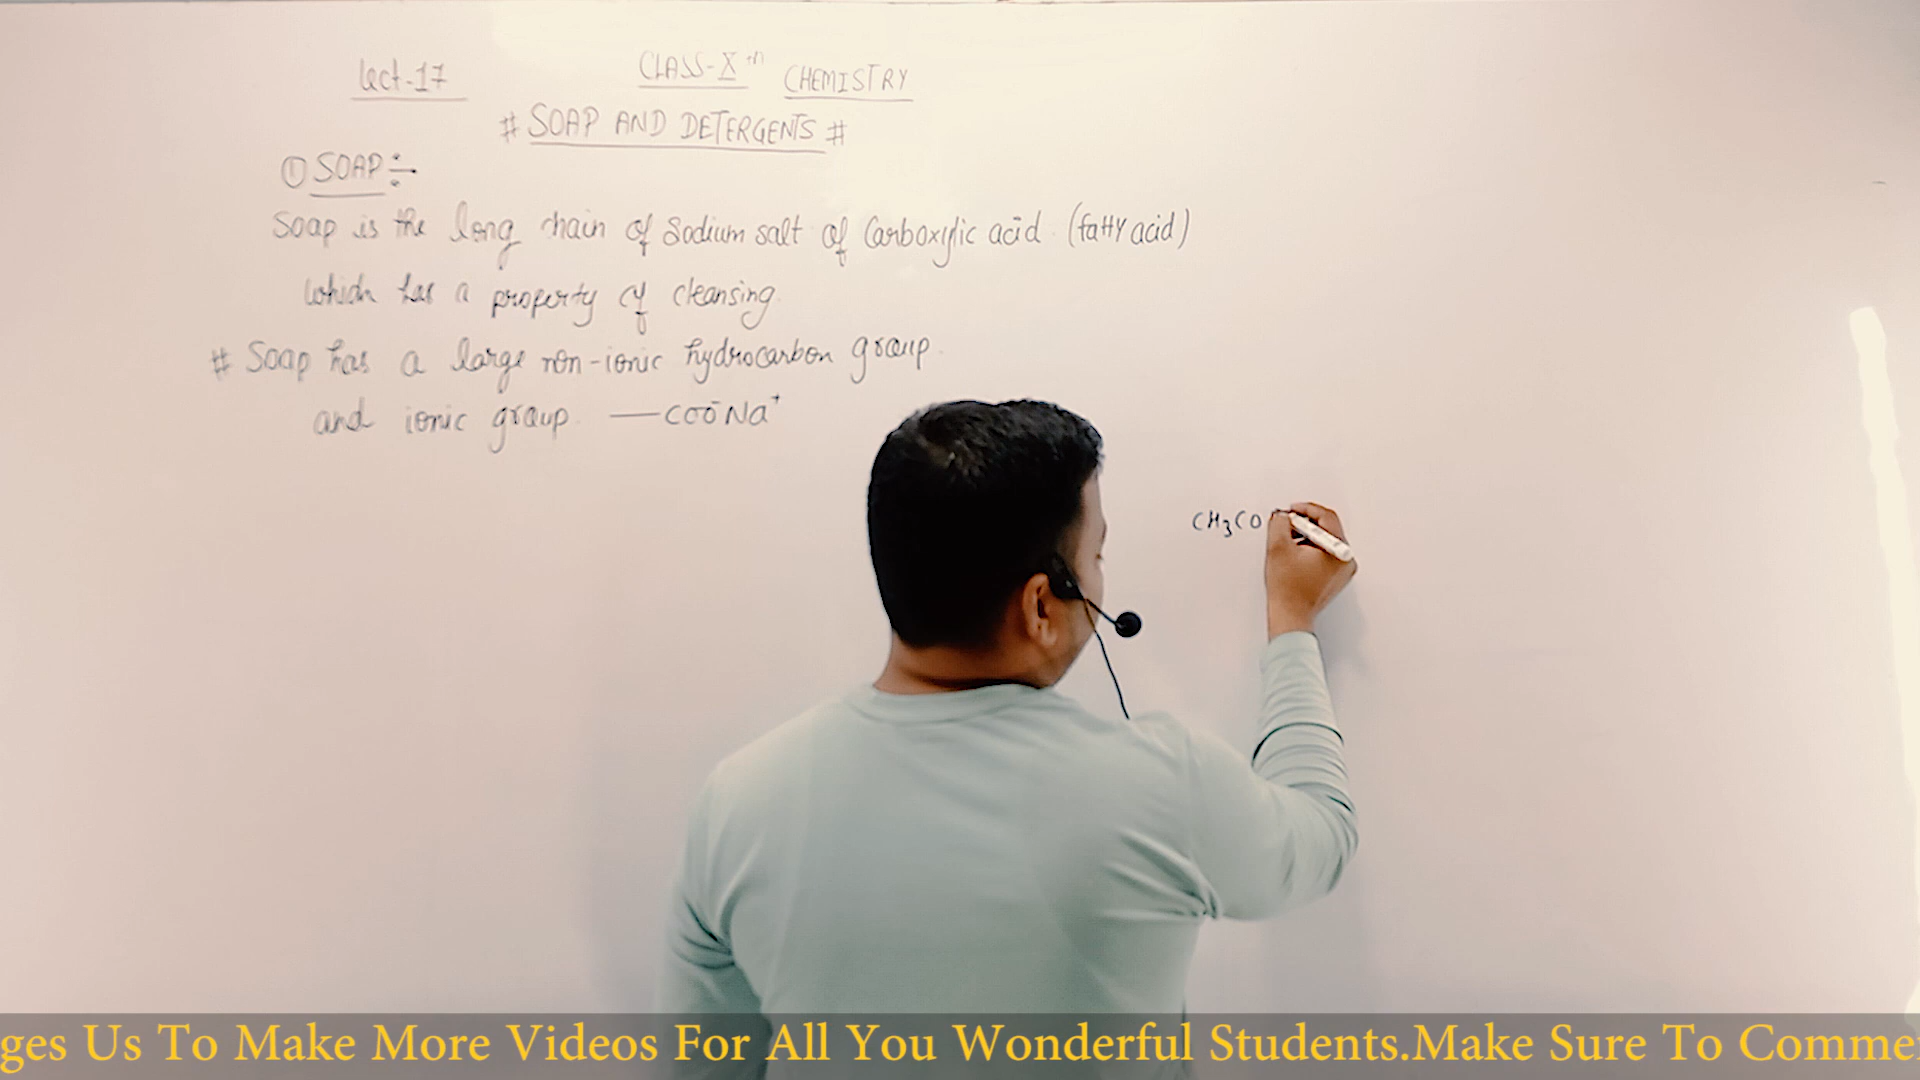 Lect-17 CLASS-Xth CHEMISTRY
# SOAP AND DETERGENTS #
① SOAP ÷
Soap is the long chain of Sodium salt of Carboxylic acid (fatty acid)
which has a property of cleansing.
# Soap has a large non-ionic hydrocarbon group.
and ionic group. —COO⁻Na⁺
CH₃CO
ges Us To Make More Videos For All You Wonderful Students.Make Sure To Comme